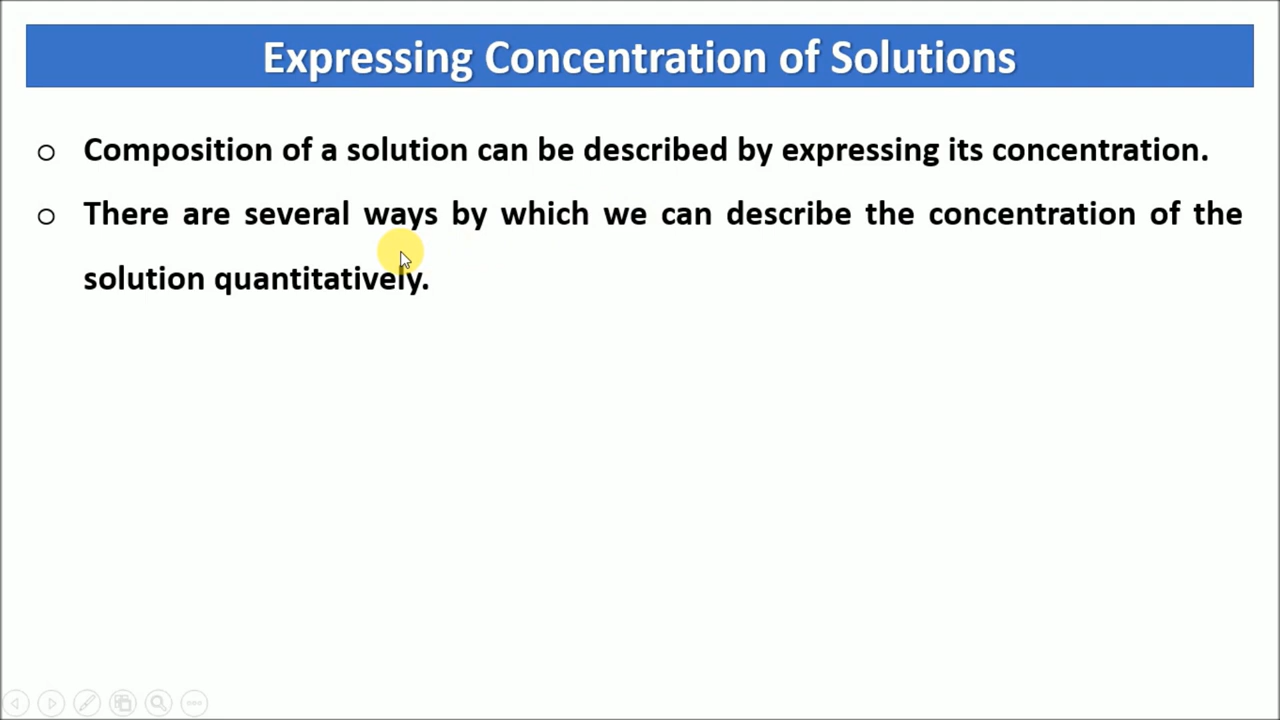 Expressing Concentration of Solutions
o Composition of a solution can be described by expressing its concentration.
o There are several ways by which we can describe the concentration of the
solution quantitatively.